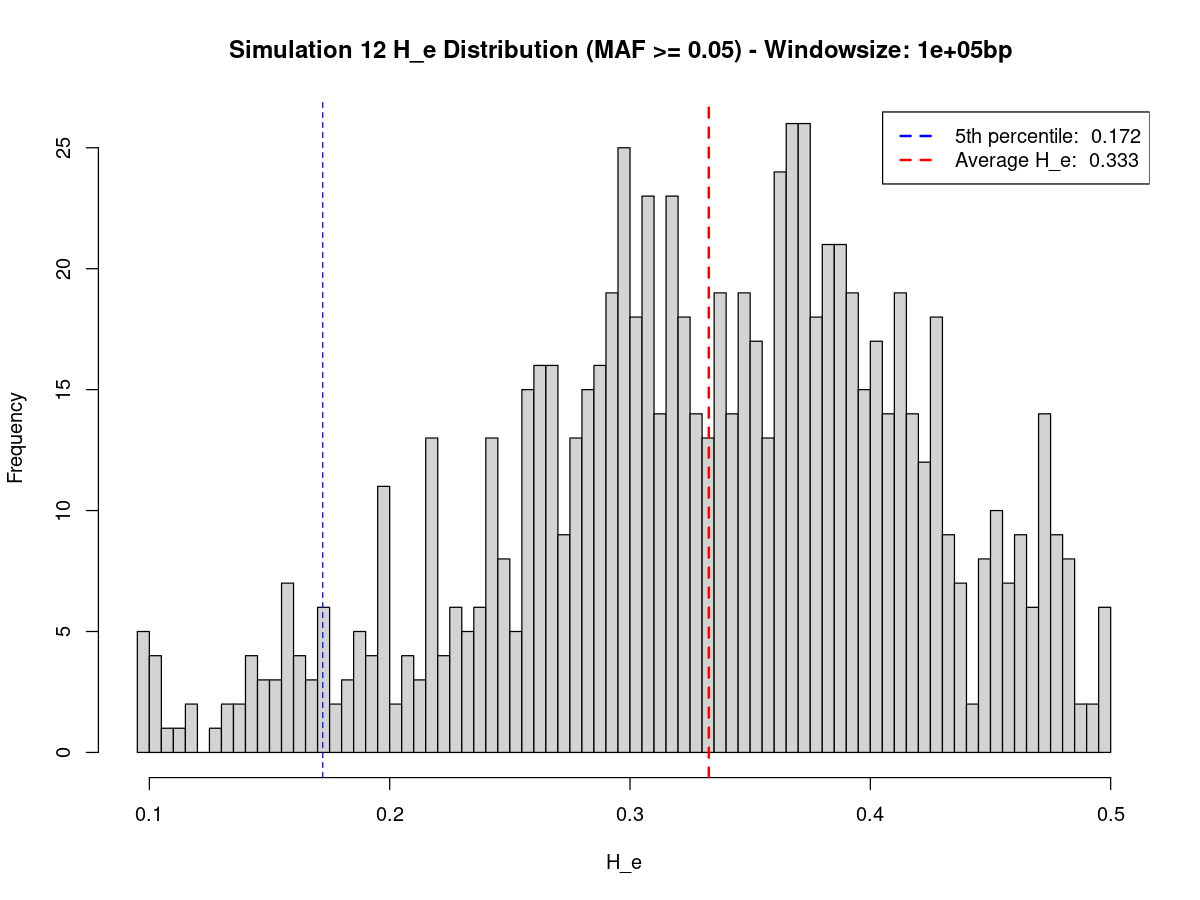 Simulation 12 H_e Distribution (MAF >= 0.05) - Windowsize: 1e+05bp
5th percentile:  0.172
Average H_e:  0.333
Frequency
25
20
15
10
5
0
0.1
0.2
0.3
0.4
0.5
H_e